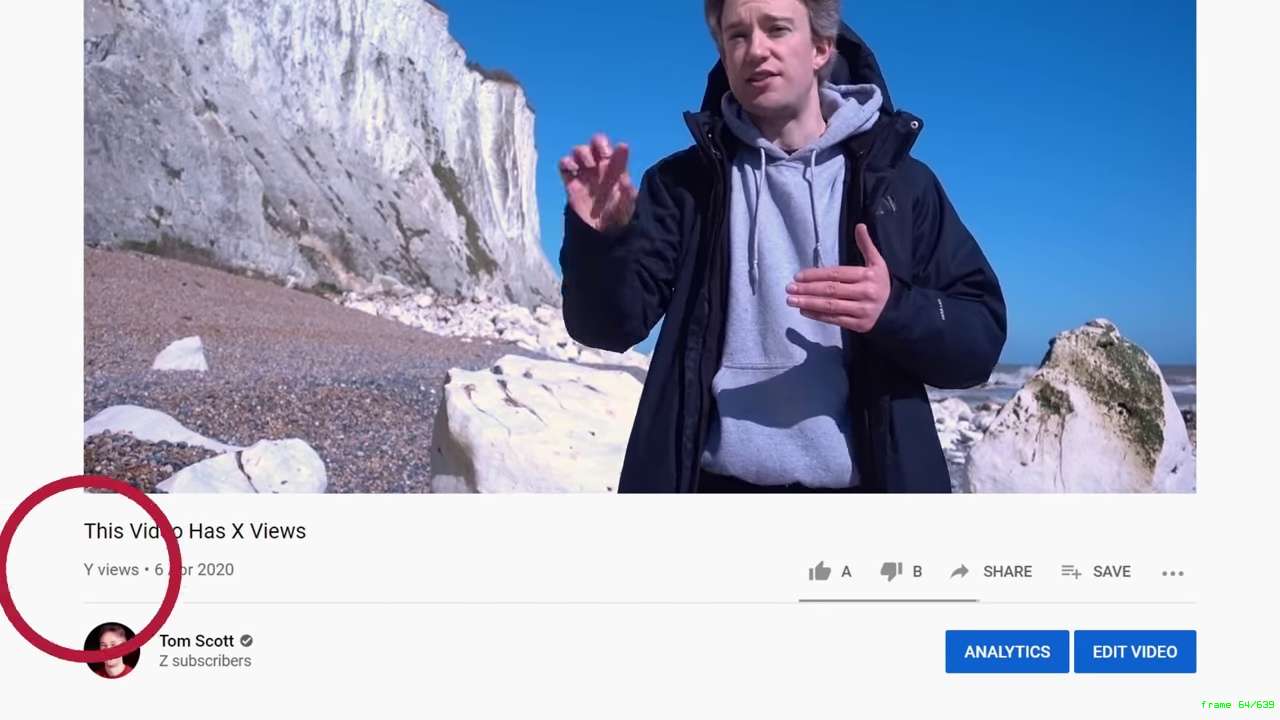 This Video Has X Views
Y views • 6 Apr 2020
A
B
SHARE
SAVE
Tom Scott
Z subscribers
ANALYTICS
EDIT VIDEO
frame 64/639